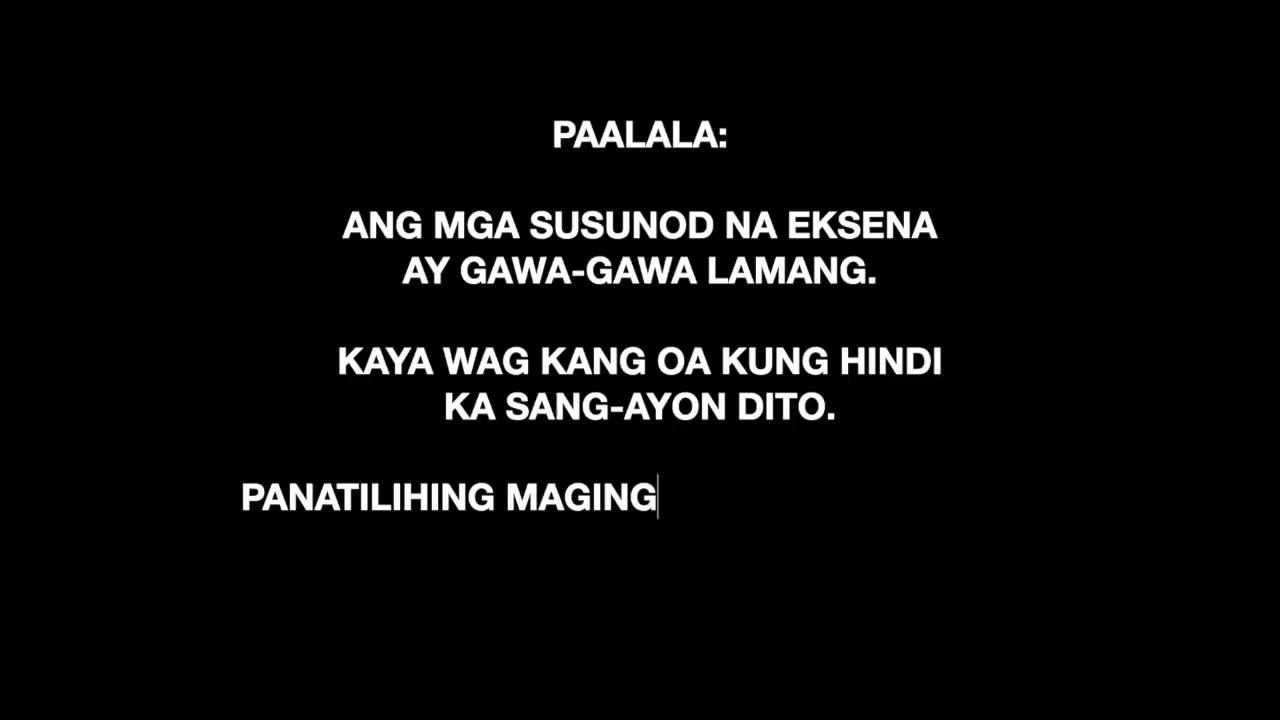 PAALALA:
ANG MGA SUSUNOD NA EKSENA
AY GAWA-GAWA LAMANG.
KAYA WAG KANG OA KUNG HINDI
KA SANG-AYON DITO.
PANATILIHING MAGING